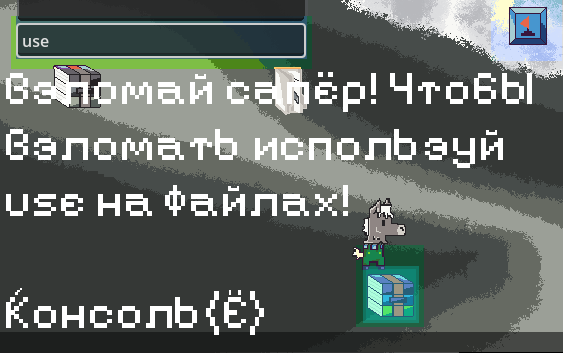 use
Взломай сапёр! Чтобы
Взломать используй
use на файлах!
Консоль{Ё}